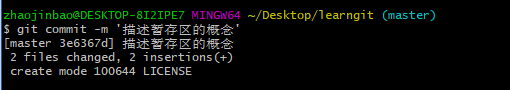 zhaojinbao@DESKTOP-8I2IPE7 MINGW64 ~/Desktop/learngit (master)
$ git commit -m '描述暂存区的概念'
[master 3e6367d] 描述暂存区的概念
 2 files changed, 2 insertions(+)
 create mode 100644 LICENSE